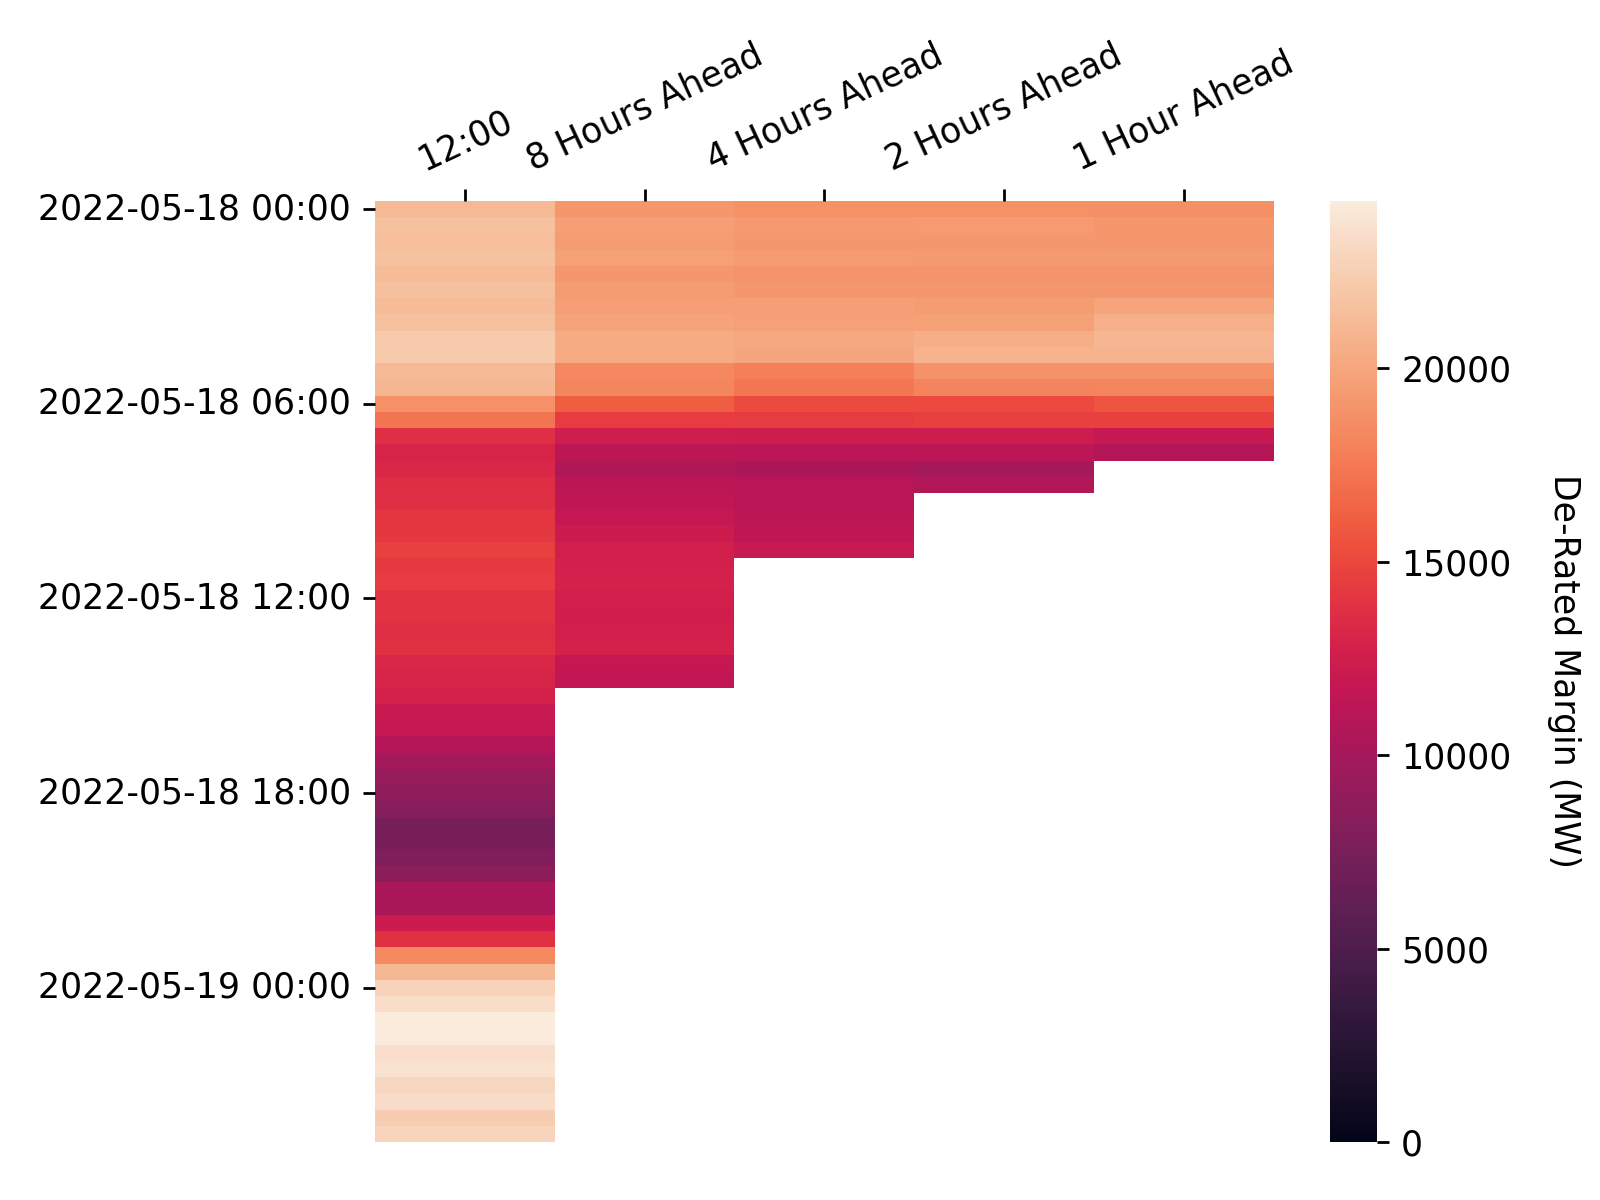 12:00
8 Hours Ahead
4 Hours Ahead
2 Hours Ahead
1 Hour Ahead
2022-05-18 00:00
2022-05-18 06:00
2022-05-18 12:00
2022-05-18 18:00
2022-05-19 00:00
20000
15000
10000
5000
0
De-Rated Margin (MW)